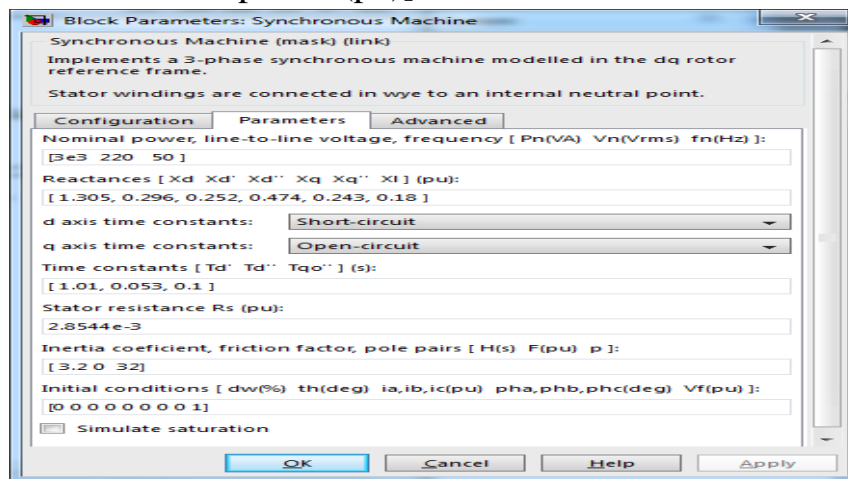 Block Parameters: Synchronous Machine
Synchronous Machine (mask) (link)
Implements a 3-phase synchronous machine modelled in the dq rotor
reference frame.
Stator windings are connected in wye to an internal neutral point.
Configuration Parameters Advanced
Nominal power, line-to-line voltage, frequency [ Pn(VA) Vn(Vrms) fn(Hz) ]:
[3e3 220 50 ]
Reactances [ Xd Xd' Xd'' Xq Xq'' Xl ] (pu):
[ 1.305, 0.296, 0.252, 0.474, 0.243, 0.18 ]
d axis time constants: Short-circuit
q axis time constants: Open-circuit
Time constants [ Td' Td'' Tqo'' ] (s):
[ 1.01, 0.053, 0.1 ]
Stator resistance Rs (pu):
2.8544e-3
Inertia coeficient, friction factor, pole pairs [ H(s) F(pu) p ]:
[ 3.2 0 32]
Initial conditions [ dw(%) th(deg) ia,ib,ic(pu) pha,phb,phc(deg) Vf(pu) ]:
[0 0 0 0 0 0 0 0 1]
Simulate saturation
OK Cancel Help Apply